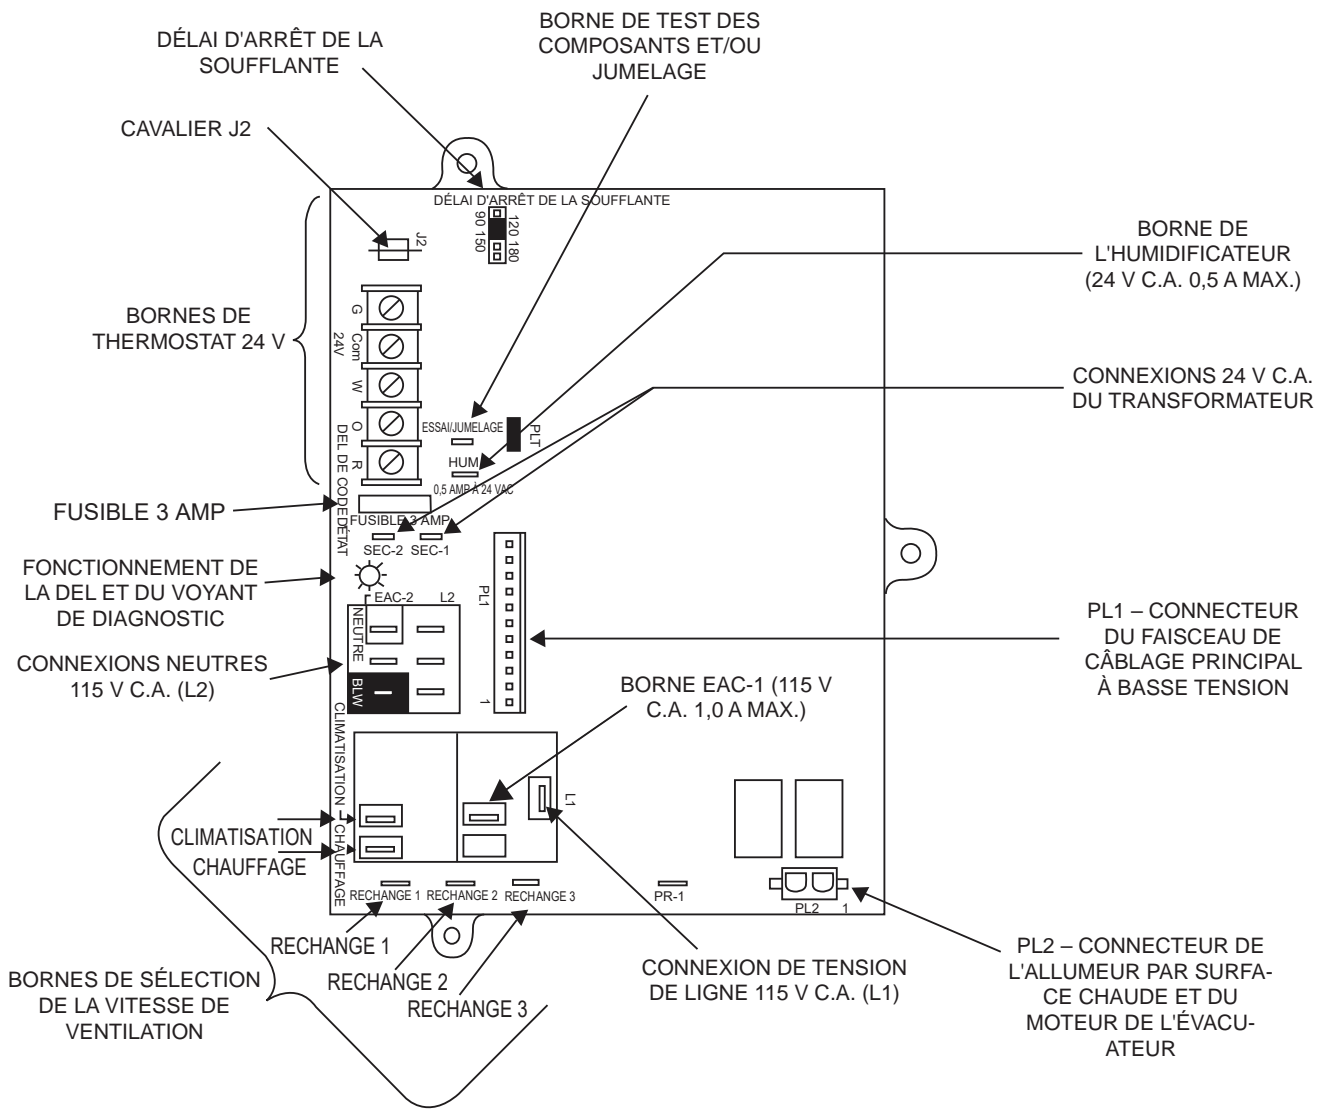 BORNE DE TEST DES
COMPOSANTS ET/OU
JUMELAGE
DÉLAI D'ARRÊT DE LA
SOUFFLANTE
CAVALIER J2
DÉLAI D'ARRÊT DE LA SOUFFLANTE
90 150
120 180
J2
BORNE DE
L'HUMIDIFICATEUR
(24 V C.A. 0,5 A MAX.)
BORNES DE
THERMOSTAT 24 V
G
Com
24V
W
O
R
CONNEXIONS 24 V C.A.
DU TRANSFORMATEUR
ESSAI/JUMELAGE
PLT
HUM
0,5 AMP À 24 VAC
DEL DE CODE D'ÉTAT
FUSIBLE 3 AMP
FUSIBLE 3 AMP
SEC-2
SEC-1
FONCTIONNEMENT DE
LA DEL ET DU VOYANT
DE DIAGNOSTIC
EAC-2
L2
NEUTRE
BLW
PL1
1
PL1 – CONNECTEUR
DU FAISCEAU DE
CÂBLAGE PRINCIPAL
À BASSE TENSION
CONNEXIONS NEUTRES
115 V C.A. (L2)
BORNE EAC-1 (115 V
C.A. 1,0 A MAX.)
CLIMATISATION
CHAUFFAGE
L1
CLIMATISATION
CHAUFFAGE
RECHANGE 1
RECHANGE 2
RECHANGE 3
PR-1
PL2
1
RECHANGE 1
RECHANGE 2
RECHANGE 3
BORNES DE SÉLECTION
DE LA VITESSE DE
VENTILATION
CONNEXION DE TENSION
DE LIGNE 115 V C.A. (L1)
PL2 – CONNECTEUR DE
L'ALLUMEUR PAR SURFA-
CE CHAUDE ET DU
MOTEUR DE L'ÉVACU-
ATEUR